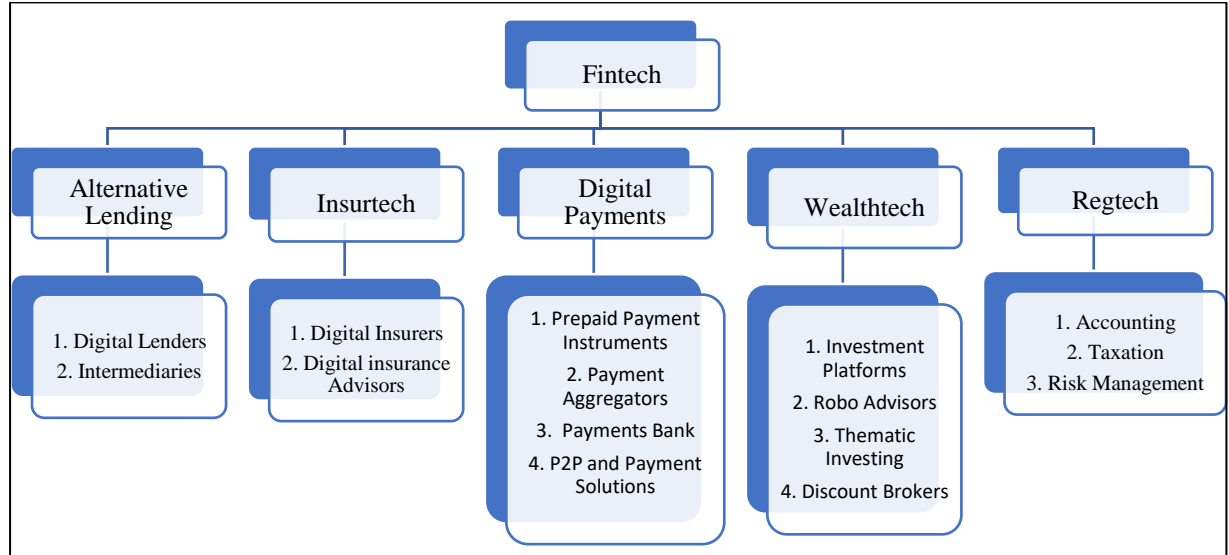 Fintech
Alternative
Lending
Insurtech
Digital
Payments
Wealthtech
Regtech
1. Digital Lenders
2. Intermediaries
1. Digital Insurers
2. Digital insurance
Advisors
1. Prepaid Payment
Instruments
2. Payment
Aggregators
3. Payments Bank
4. P2P and Payment
Solutions
1. Investment
Platforms
2. Robo Advisors
3. Thematic
Investing
4. Discount Brokers
1. Accounting
2. Taxation
3. Risk Management